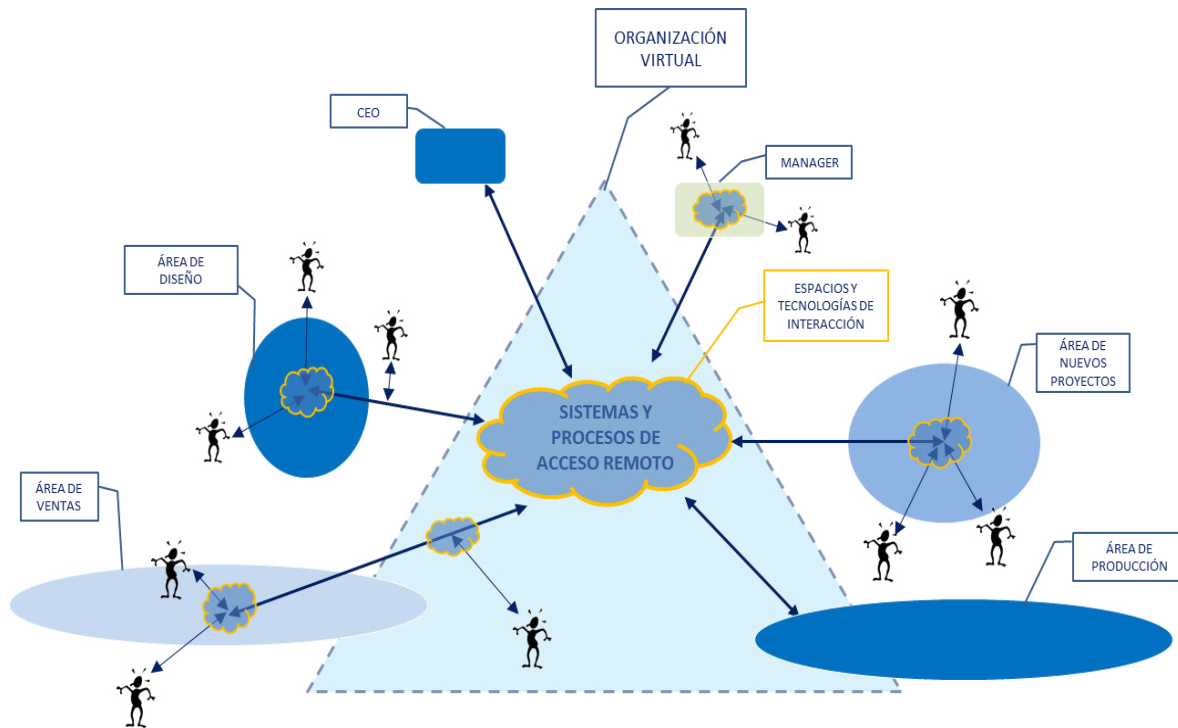 ORGANIZACIÓN
VIRTUAL
CEO
MANAGER
ÁREA DE
DISEÑO
ESPACIOS Y
TECNOLOGÍAS DE
INTERACCIÓN
ÁREA DE
NUEVOS
PROYECTOS
SISTEMAS Y
PROCESOS DE
ACCESO REMOTO
ÁREA DE
VENTAS
ÁREA DE
PRODUCCIÓN